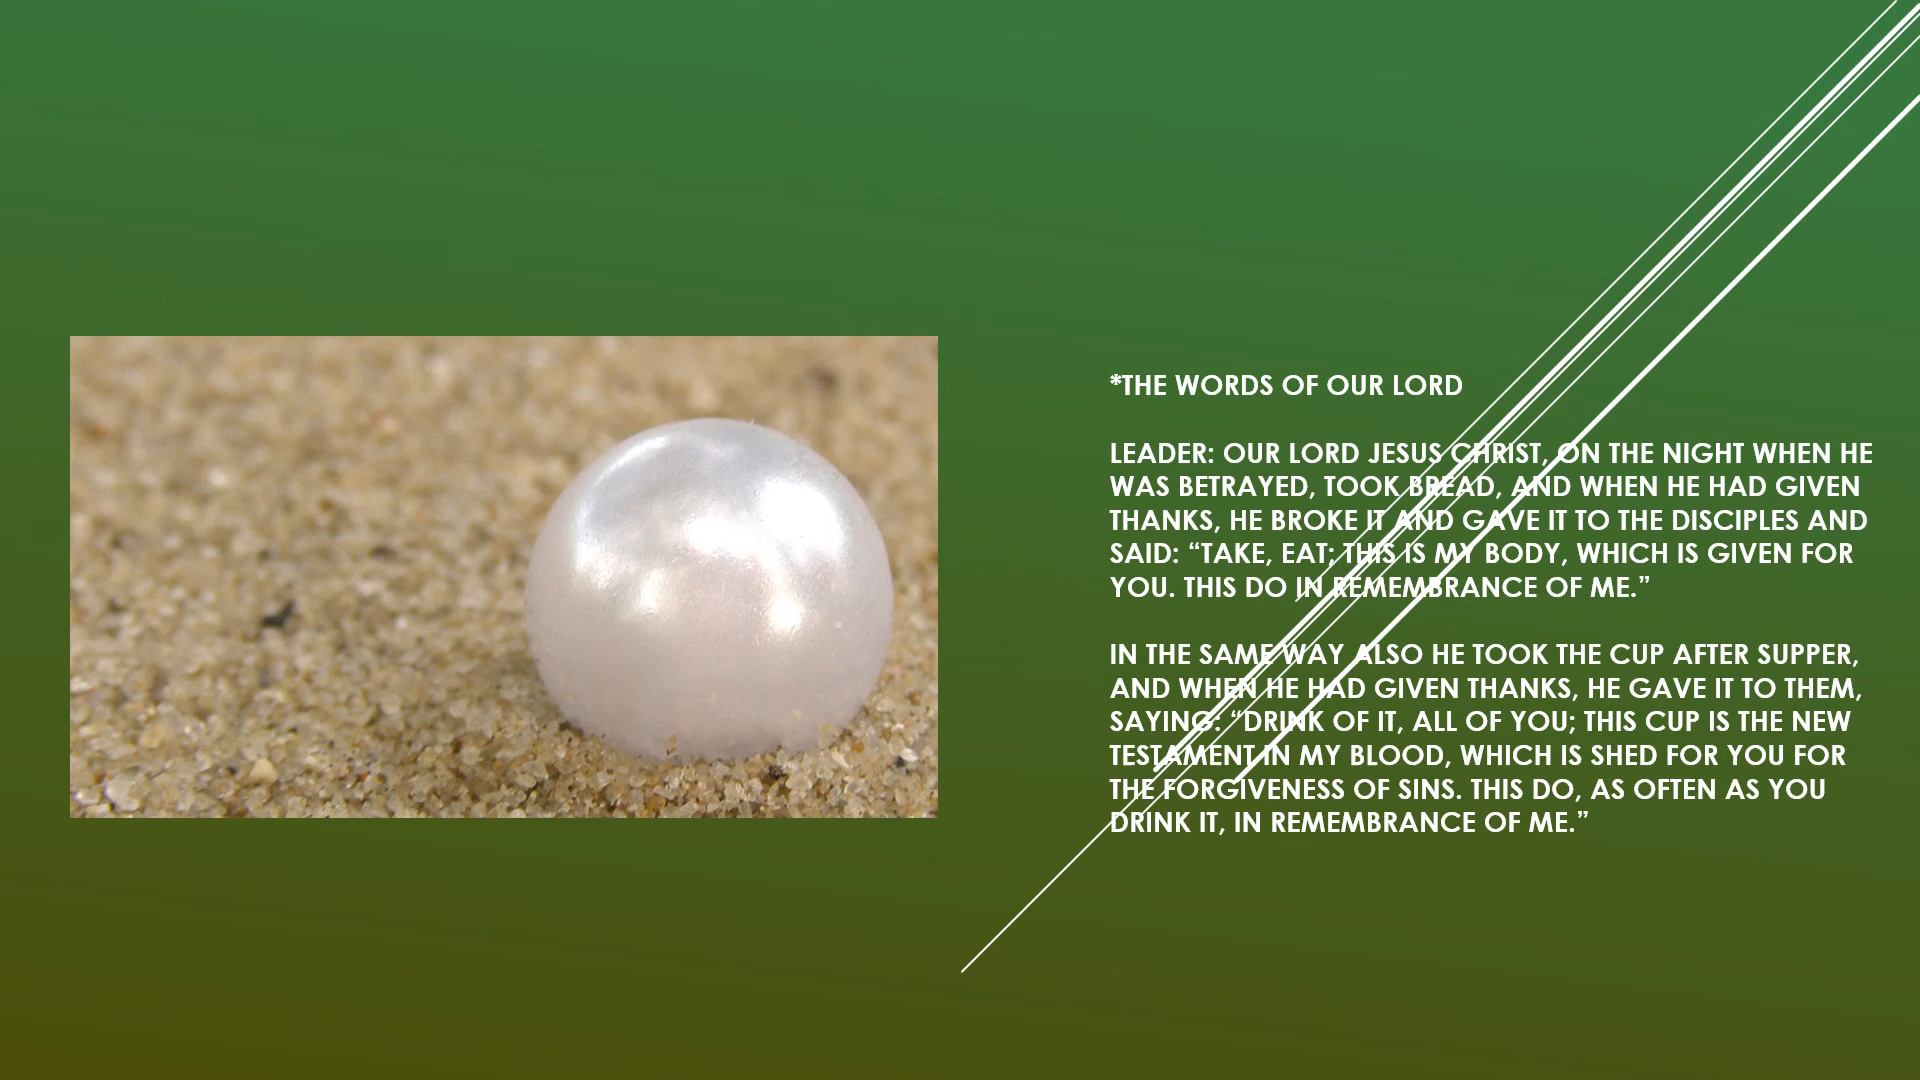 *THE WORDS OF OUR LORD
LEADER: OUR LORD JESUS CHRIST, ON THE NIGHT WHEN HE
WAS BETRAYED, TOOK BREAD, AND WHEN HE HAD GIVEN
THANKS, HE BROKE IT AND GAVE IT TO THE DISCIPLES AND
SAID: “TAKE, EAT; THIS IS MY BODY, WHICH IS GIVEN FOR
YOU. THIS DO IN REMEMBRANCE OF ME.”
IN THE SAME WAY ALSO HE TOOK THE CUP AFTER SUPPER,
AND WHEN HE HAD GIVEN THANKS, HE GAVE IT TO THEM,
SAYING: “DRINK OF IT, ALL OF YOU; THIS CUP IS THE NEW
TESTAMENT IN MY BLOOD, WHICH IS SHED FOR YOU FOR
THE FORGIVENESS OF SINS. THIS DO, AS OFTEN AS YOU
DRINK IT, IN REMEMBRANCE OF ME.”